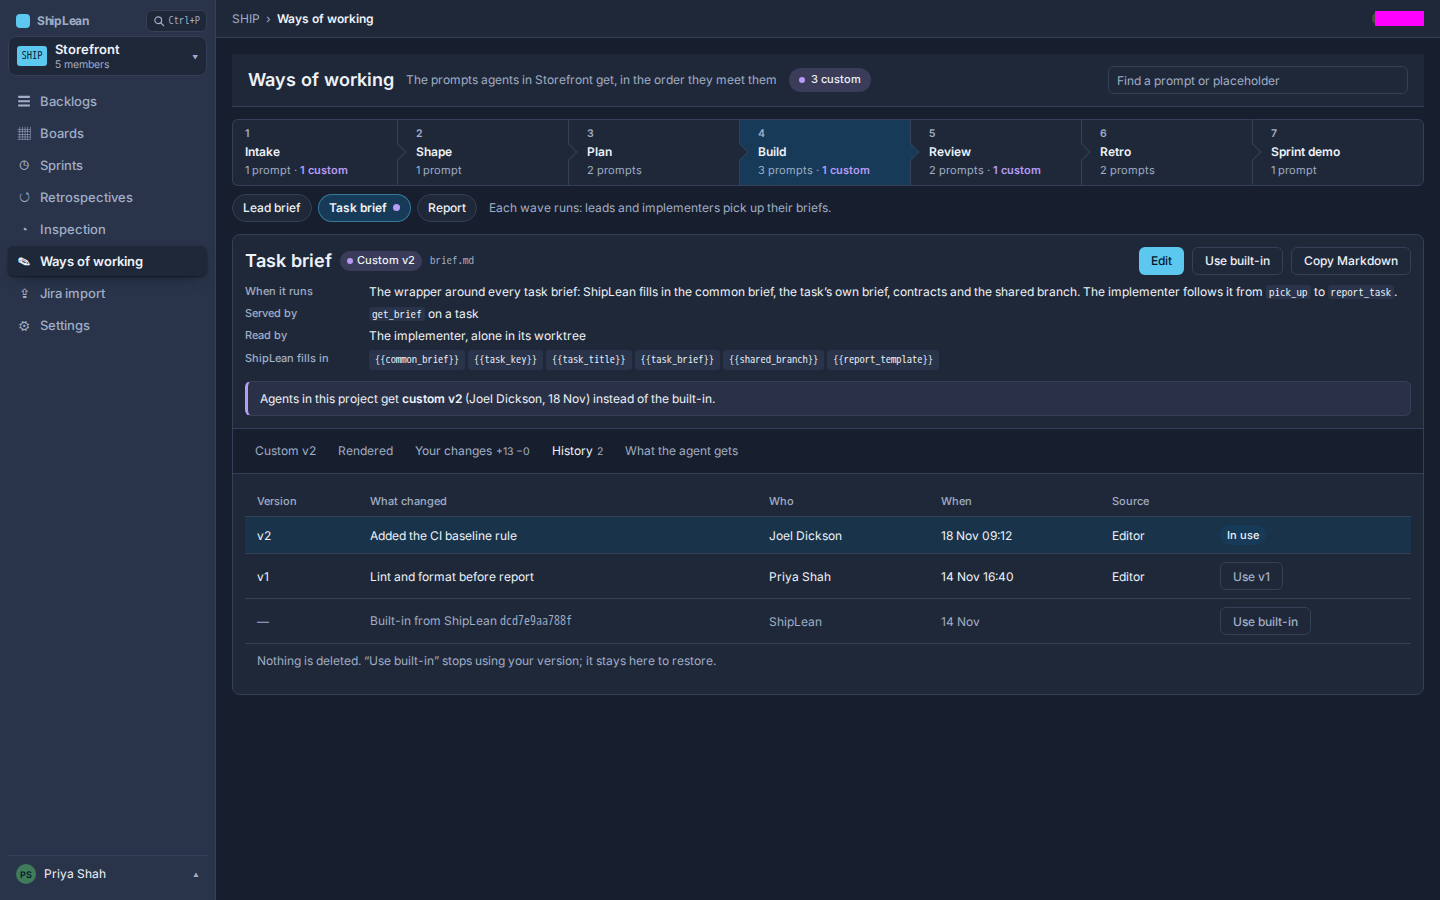 ShipLean
Ctrl+P
SHIP
Storefront
5 members
Backlogs
Boards
Sprints
Retrospectives
Inspection
Ways of working
Jira import
Settings
PS Priya Shah
SHIP › Ways of working
Ways of working
The prompts agents in Storefront get, in the order they meet them
3 custom
Find a prompt or placeholder
1
Intake
1 prompt · 1 custom
2
Shape
1 prompt
3
Plan
2 prompts
4
Build
3 prompts · 1 custom
5
Review
2 prompts · 1 custom
6
Retro
2 prompts
7
Sprint demo
1 prompt
Lead brief
Task brief
Report
Each wave runs: leads and implementers pick up their briefs.
Task brief
Custom v2
brief.md
Edit
Use built-in
Copy Markdown
When it runs
The wrapper around every task brief: ShipLean fills in the common brief, the task’s own brief, contracts and the shared branch. The implementer follows it from pick_up to report_task.
Served by
get_brief on a task
Read by
The implementer, alone in its worktree
ShipLean fills in
{{common_brief}} {{task_key}} {{task_title}} {{task_brief}} {{shared_branch}} {{report_template}}
Agents in this project get custom v2 (Joel Dickson, 18 Nov) instead of the built-in.
Custom v2
Rendered
Your changes +13 −0
History 2
What the agent gets
Version What changed Who When Source
v2 Added the CI baseline rule Joel Dickson 18 Nov 09:12 Editor In use
v1 Lint and format before report Priya Shah 14 Nov 16:40 Editor Use v1
— Built-in from ShipLean dcd7e9aa788f ShipLean 14 Nov Use built-in
Nothing is deleted. “Use built-in” stops using your version; it stays here to restore.